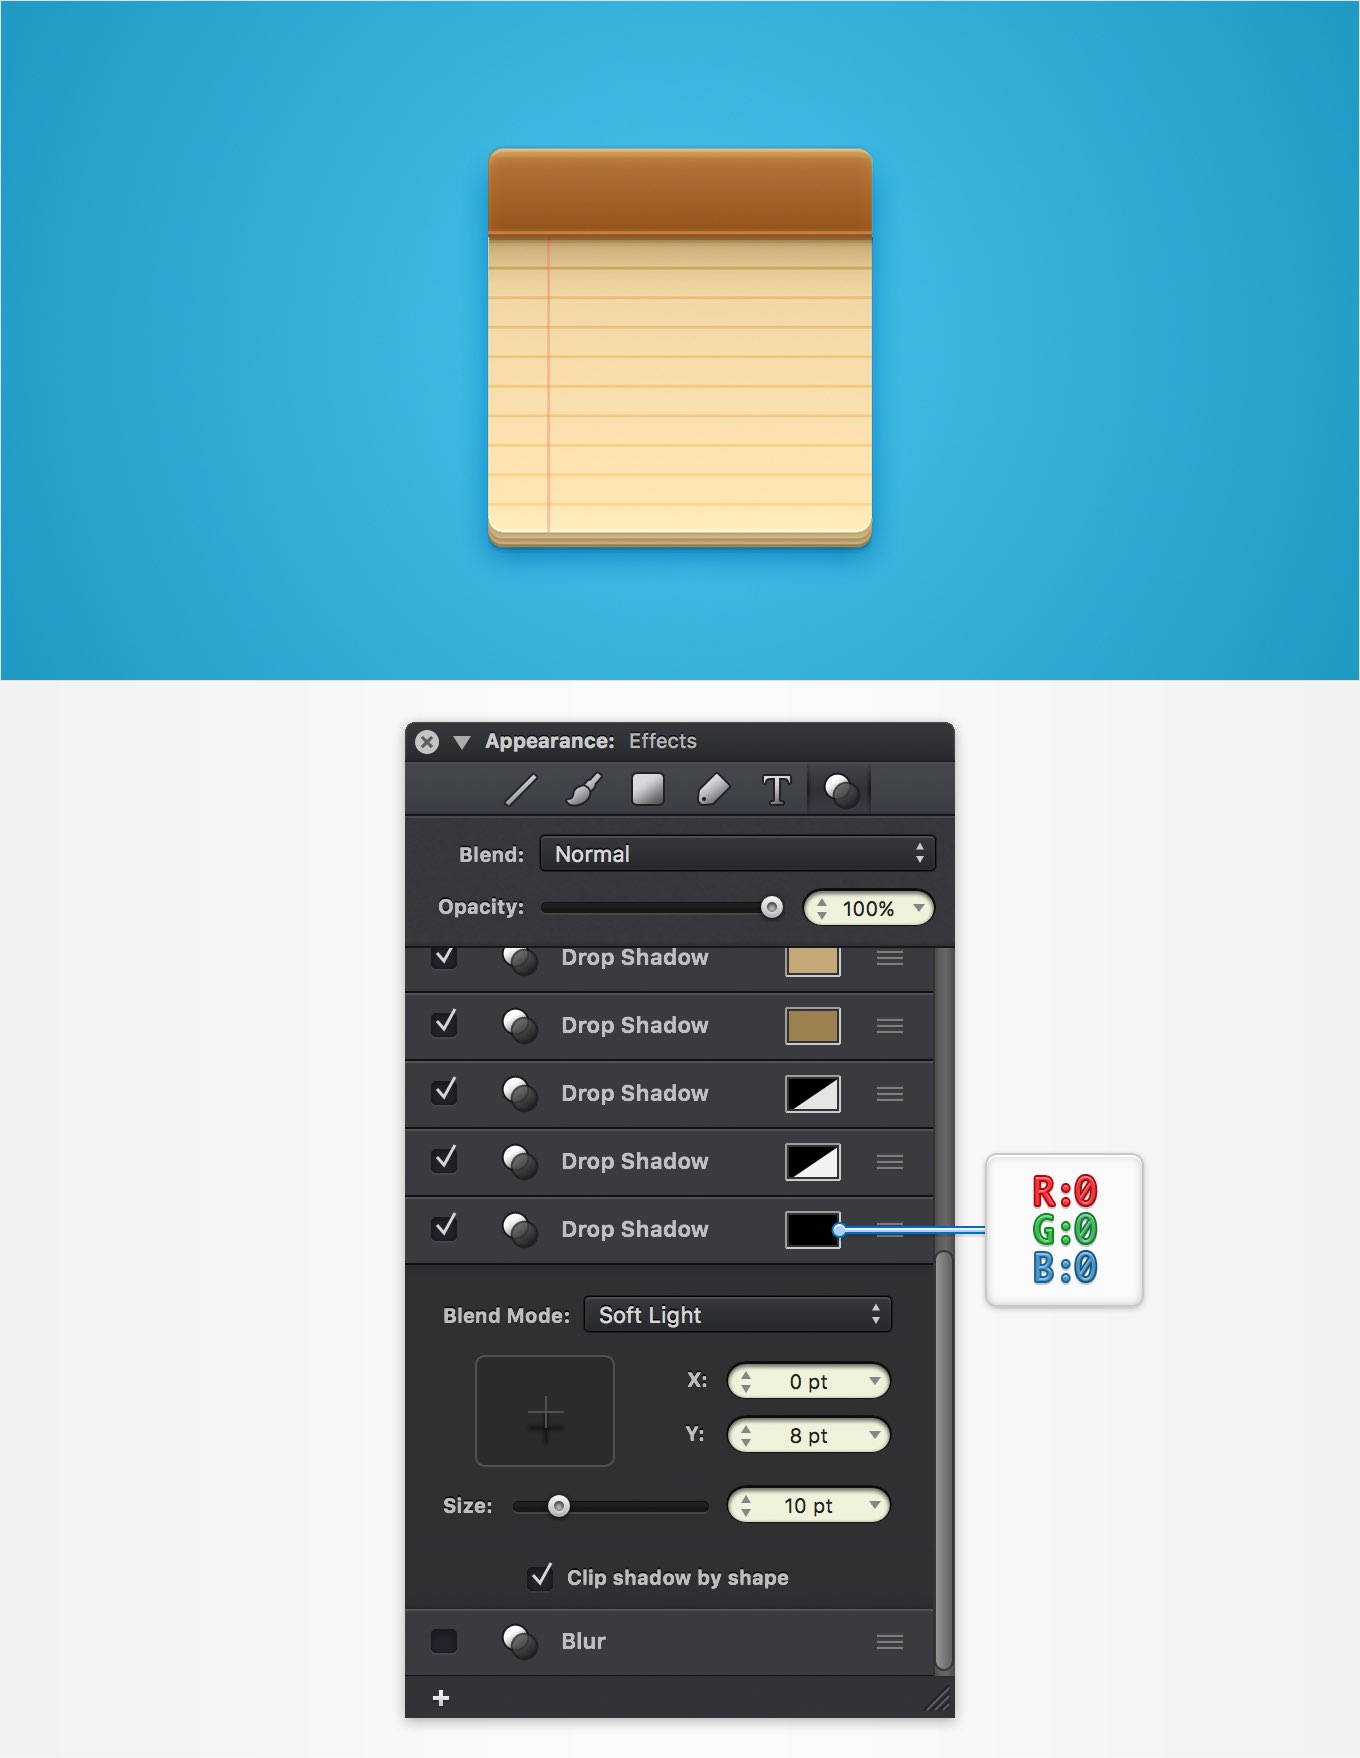 Appearance: Effects
T
Blend: Normal
Opacity: 100%
Drop Shadow
Drop Shadow
Drop Shadow
Drop Shadow
Drop Shadow
R:0
G:0
B:0
Blend Mode: Soft Light
X: 0 pt
Y: 8 pt
Size: 10 pt
Clip shadow by shape
Blur